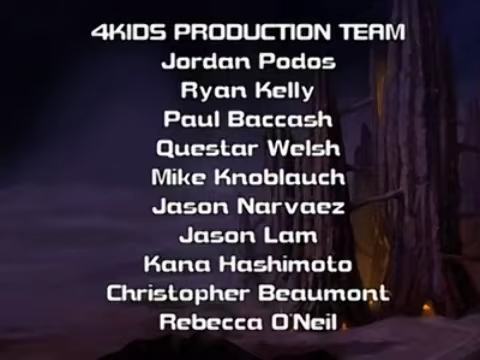 4KIDS PRODUCTION TEAM
Jordan Podos
Ryan Kelly
Paul Baccash
Questar Welsh
Mike Knoblauch
Jason Narvaez
Jason Lam
Kana Hashimoto
Christopher Beaumont
Rebecca O'Neil